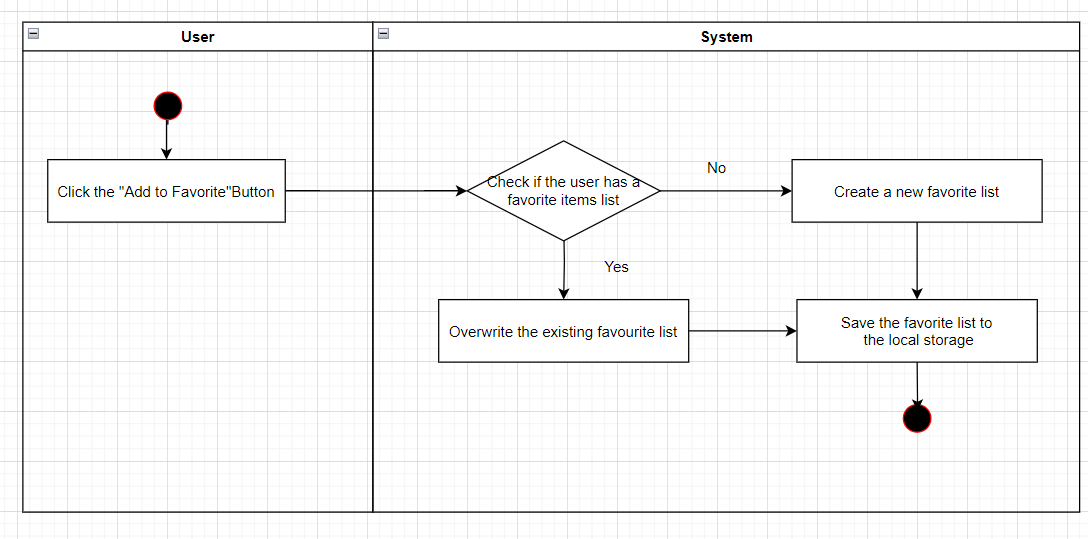 User
System
Click the "Add to Favorite"Button
Check if the user has a
favorite items list
No
Create a new favorite list
Yes
Overwrite the existing favourite list
Save the favorite list to
the local storage